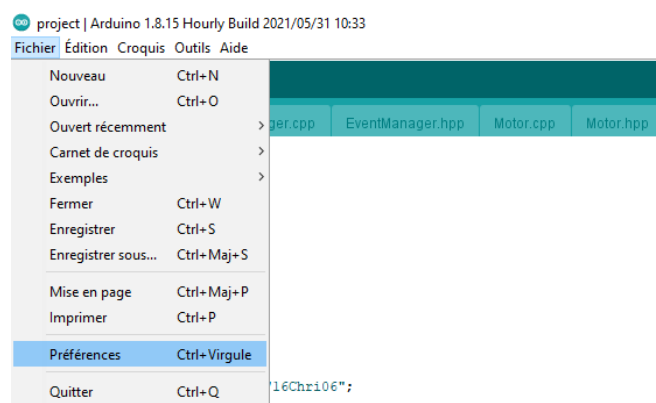 project | Arduino 1.8.15 Hourly Build 2021/05/31 10:33
Fichier Édition Croquis Outils Aide
Nouveau Ctrl+N
Ouvrir... Ctrl+O
Ouvert récemment >
ger.cpp EventManager.hpp Motor.cpp Motor.hpp
Carnet de croquis >
Exemples >
Fermer Ctrl+W
Enregistrer Ctrl+S
Enregistrer sous... Ctrl+Maj+S
Mise en page Ctrl+Maj+P
Imprimer Ctrl+P
Préférences Ctrl+Virgule
Quitter Ctrl+Q
16Chri06";